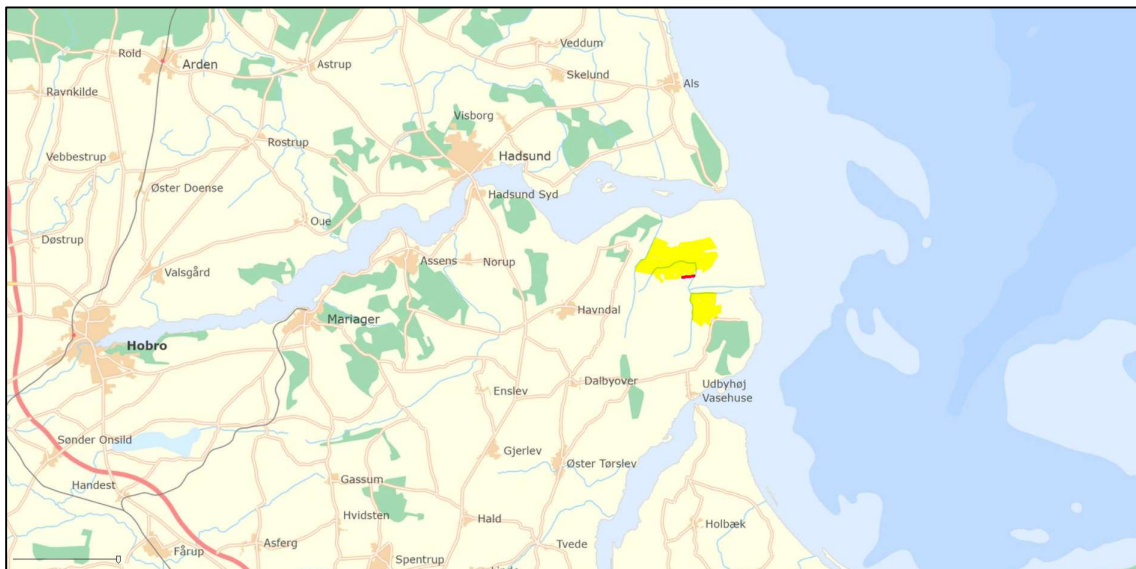 Veddum
Rold
Arden
Astrup
Skelund
Als
Ravnkilde
Visborg
Rostrup
Vebbestrup
Hadsund
Øster Doense
Hadsund Syd
Oue
Døstrup
Assens
Norup
Valsgård
Havndal
Mariager
Hobro
Dalbyover
Enslev
Udbyhøj
Vasehuse
Sønder Onsild
Gjerlev
Øster Tørslev
Gassum
Handest
Hvidsten
Hald
Holbæk
Fårup
Asferg
Tvede
Spentrup
0